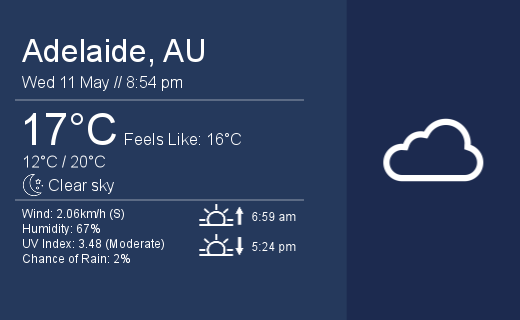 Adelaide, AU
Wed 11 May // 8:54 pm
17°C Feels Like: 16°C
12°C / 20°C
Clear sky
Wind: 2.06km/h (S)
Humidity: 67%
UV Index: 3.48 (Moderate)
Chance of Rain: 2%
6:59 am
5:24 pm